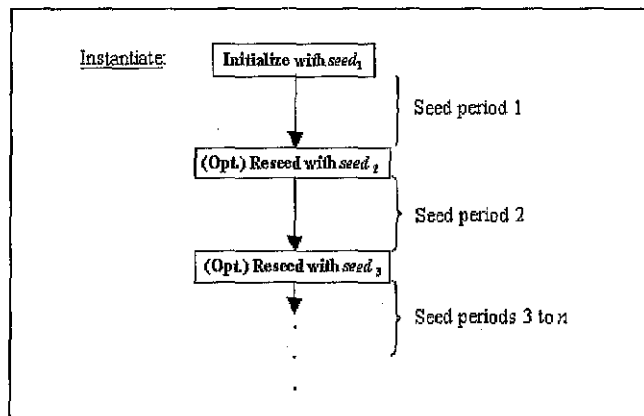 Instantiate: Initialize with seed1
Seed period 1
(Opt.) Reseed with seed2
Seed period 2
(Opt.) Reseed with seed3
Seed periods 3 to n